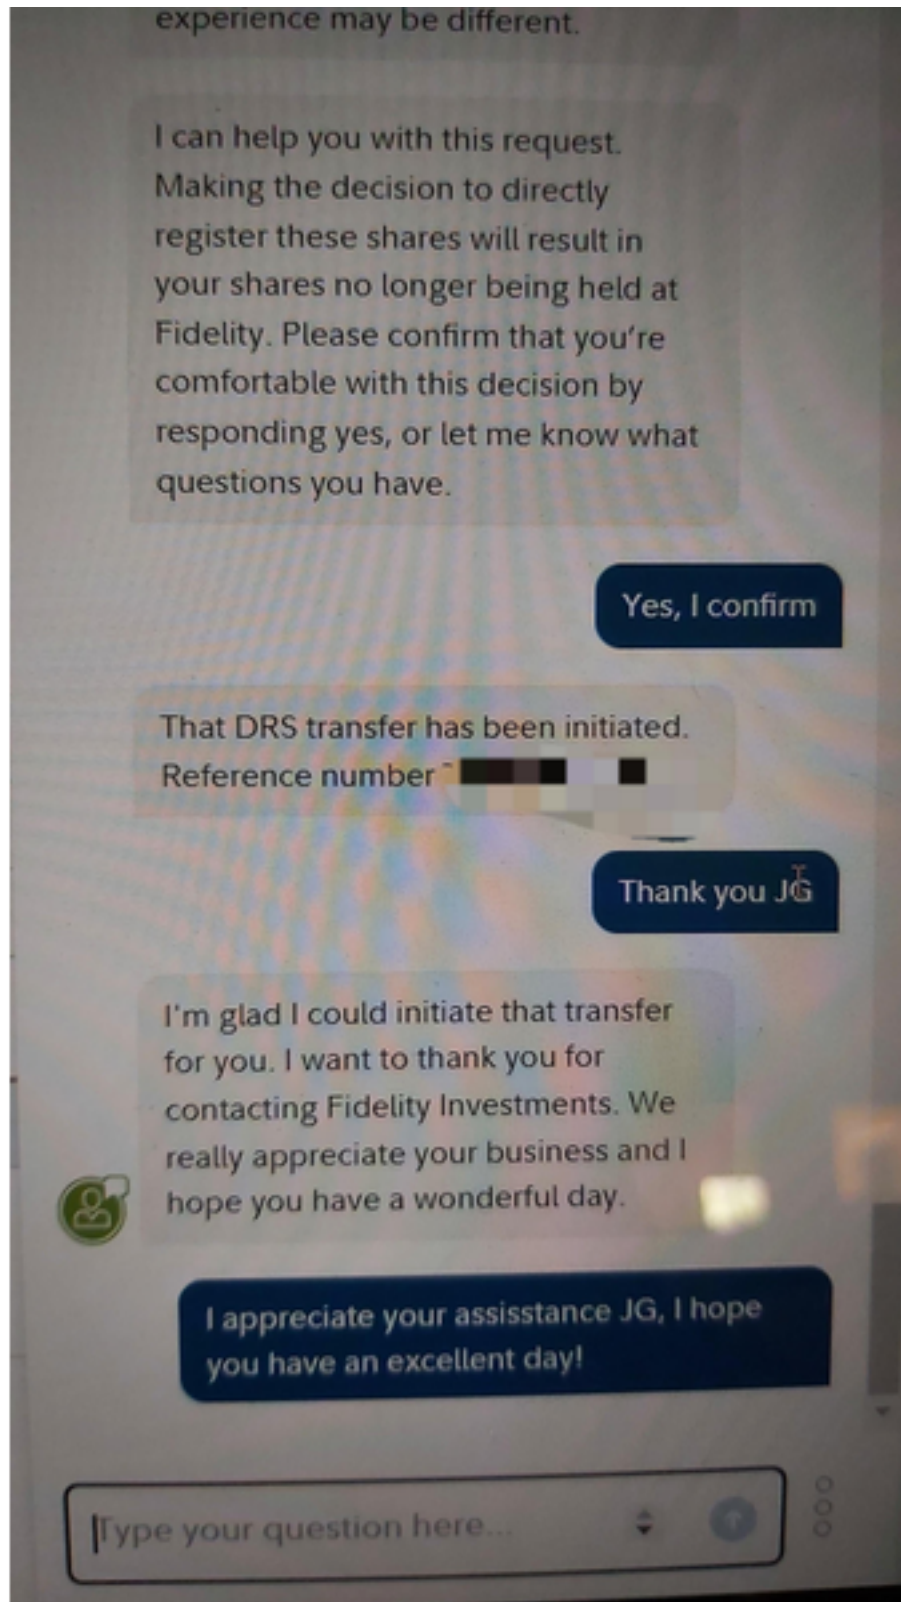 experience may be different.
I can help you with this request.
Making the decision to directly
register these shares will result in
your shares no longer being held at
Fidelity. Please confirm that you're
comfortable with this decision by
responding yes, or let me know what
questions you have.
Yes, I confirm
That DRS transfer has been initiated.
Reference number
Thank you JG
I'm glad I could initiate that transfer
for you. I want to thank you for
contacting Fidelity Investments. We
really appreciate your business and I
hope you have a wonderful day.
I appreciate your assisstance JG, I hope
you have an excellent day!
Type your question here...